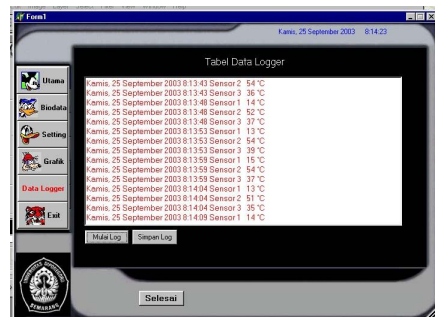 Form1
Kamis, 25 September 2003 8:14:23
Tabel Data Logger
Utama
Biodata
Setting
Grafik
Data Logger
Exit
Kamis, 25 September 2003 8:13:43 Sensor 2 54 °C
Kamis, 25 September 2003 8:13:43 Sensor 3 36 °C
Kamis, 25 September 2003 8:13:48 Sensor 1 14 °C
Kamis, 25 September 2003 8:13:48 Sensor 2 52 °C
Kamis, 25 September 2003 8:13:48 Sensor 3 37 °C
Kamis, 25 September 2003 8:13:53 Sensor 1 13 °C
Kamis, 25 September 2003 8:13:53 Sensor 2 54 °C
Kamis, 25 September 2003 8:13:53 Sensor 3 39 °C
Kamis, 25 September 2003 8:13:59 Sensor 1 15 °C
Kamis, 25 September 2003 8:13:59 Sensor 2 54 °C
Kamis, 25 September 2003 8:13:59 Sensor 3 37 °C
Kamis, 25 September 2003 8:14:04 Sensor 1 13 °C
Kamis, 25 September 2003 8:14:04 Sensor 2 51 °C
Kamis, 25 September 2003 8:14:04 Sensor 3 35 °C
Kamis, 25 September 2003 8:14:09 Sensor 1 14 °C
Mulai Log
Simpan Log
SEMARANG
Selesai